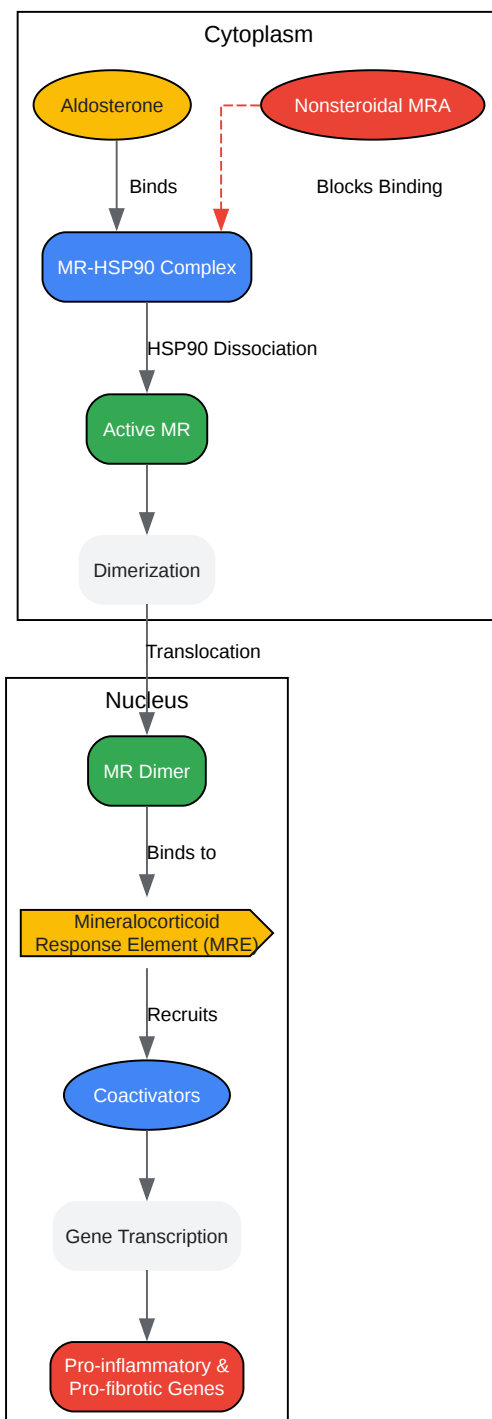 Cytoplasm
Aldosterone
Nonsteroidal MRA
Binds
Blocks Binding
MR-HSP90 Complex
HSP90 Dissociation
Active MR
Dimerization
Translocation
Nucleus
MR Dimer
Binds to
Mineralocorticoid
Response Element (MRE)
Recruits
Coactivators
Gene Transcription
Pro-inflammatory &
Pro-fibrotic Genes